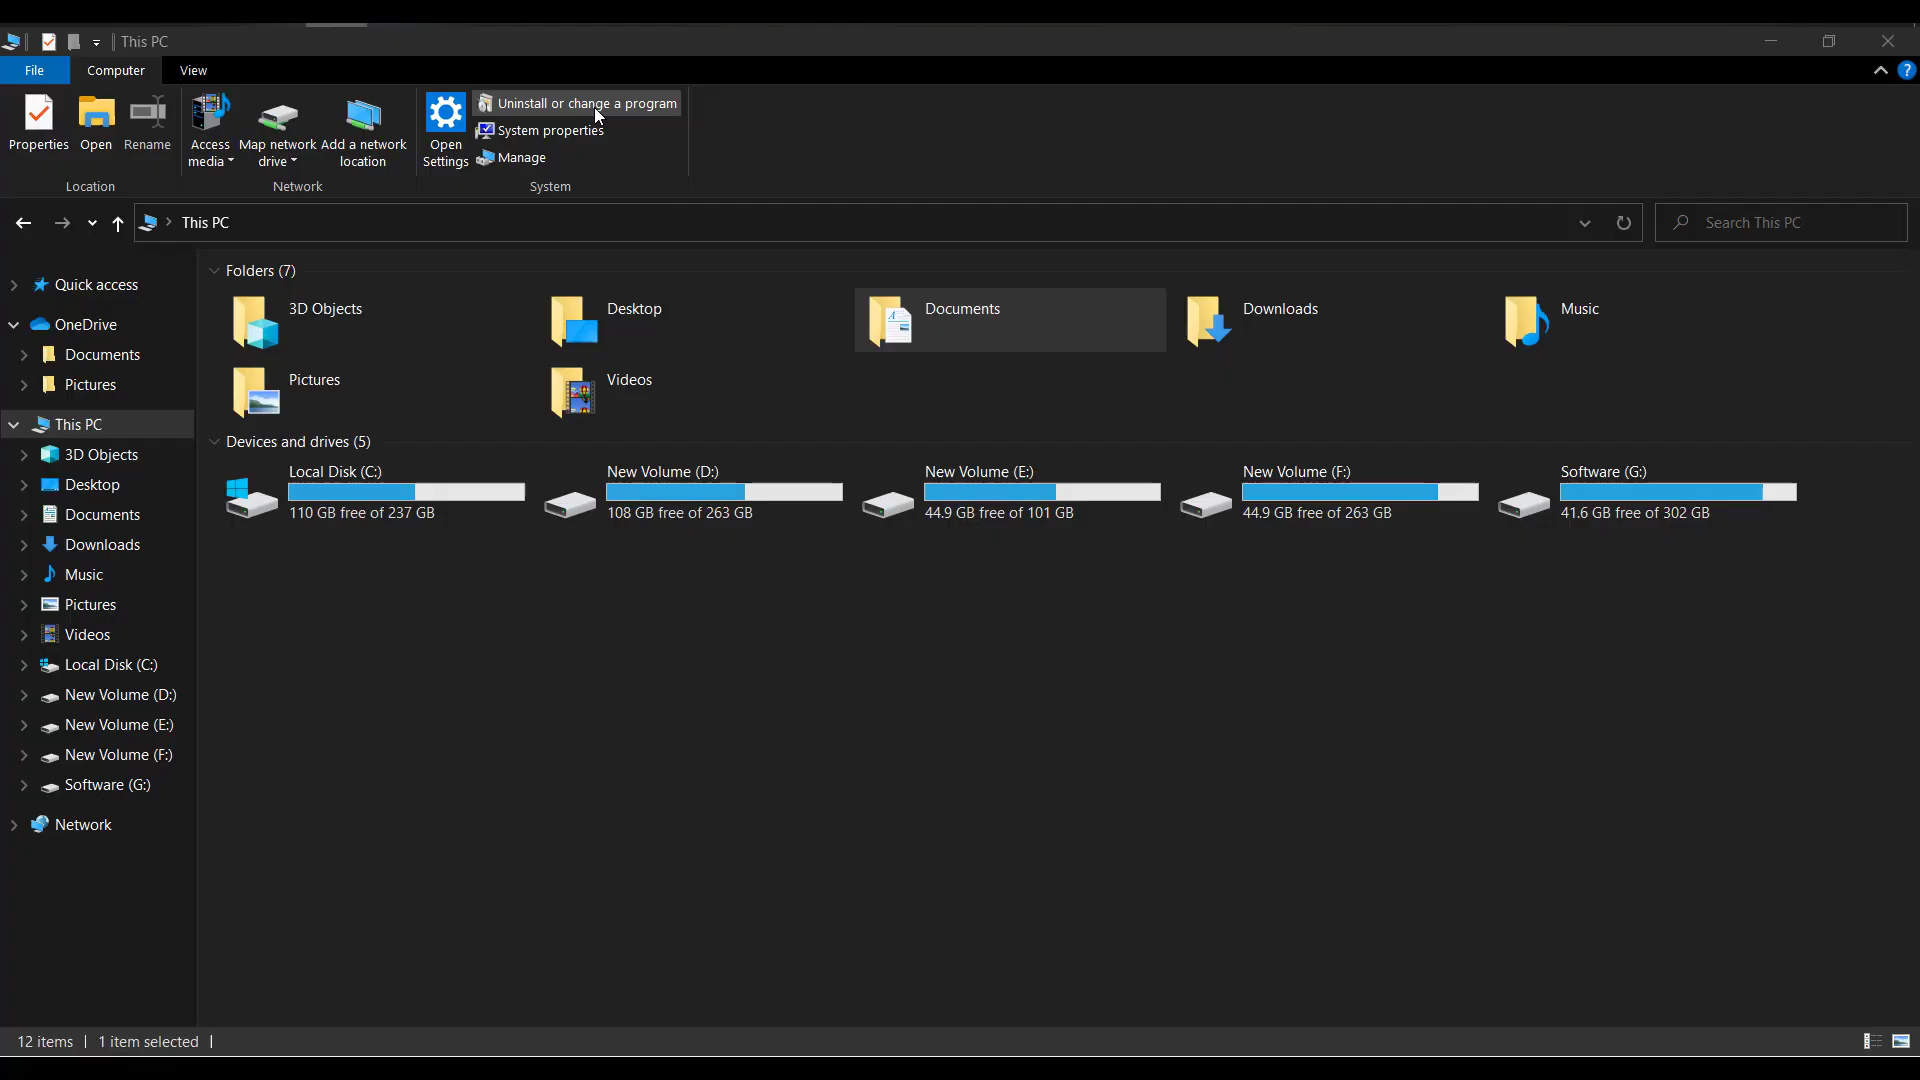 This PC
File
Computer
View
Properties
Open
Rename
Access media
Map network drive
Add a network location
Open Settings
Uninstall or change a program
System properties
Manage
Location
Network
System
This PC
Search This PC
Quick access
OneDrive
Documents
Pictures
This PC
3D Objects
Desktop
Documents
Downloads
Music
Pictures
Videos
Local Disk (C:)
New Volume (D:)
New Volume (E:)
New Volume (F:)
Software (G:)
Network
Folders (7)
3D Objects
Desktop
Documents
Downloads
Music
Pictures
Videos
Devices and drives (5)
Local Disk (C:)
110 GB free of 237 GB
New Volume (D:)
108 GB free of 263 GB
New Volume (E:)
44.9 GB free of 101 GB
New Volume (F:)
44.9 GB free of 263 GB
Software (G:)
41.6 GB free of 302 GB
12 items
1 item selected